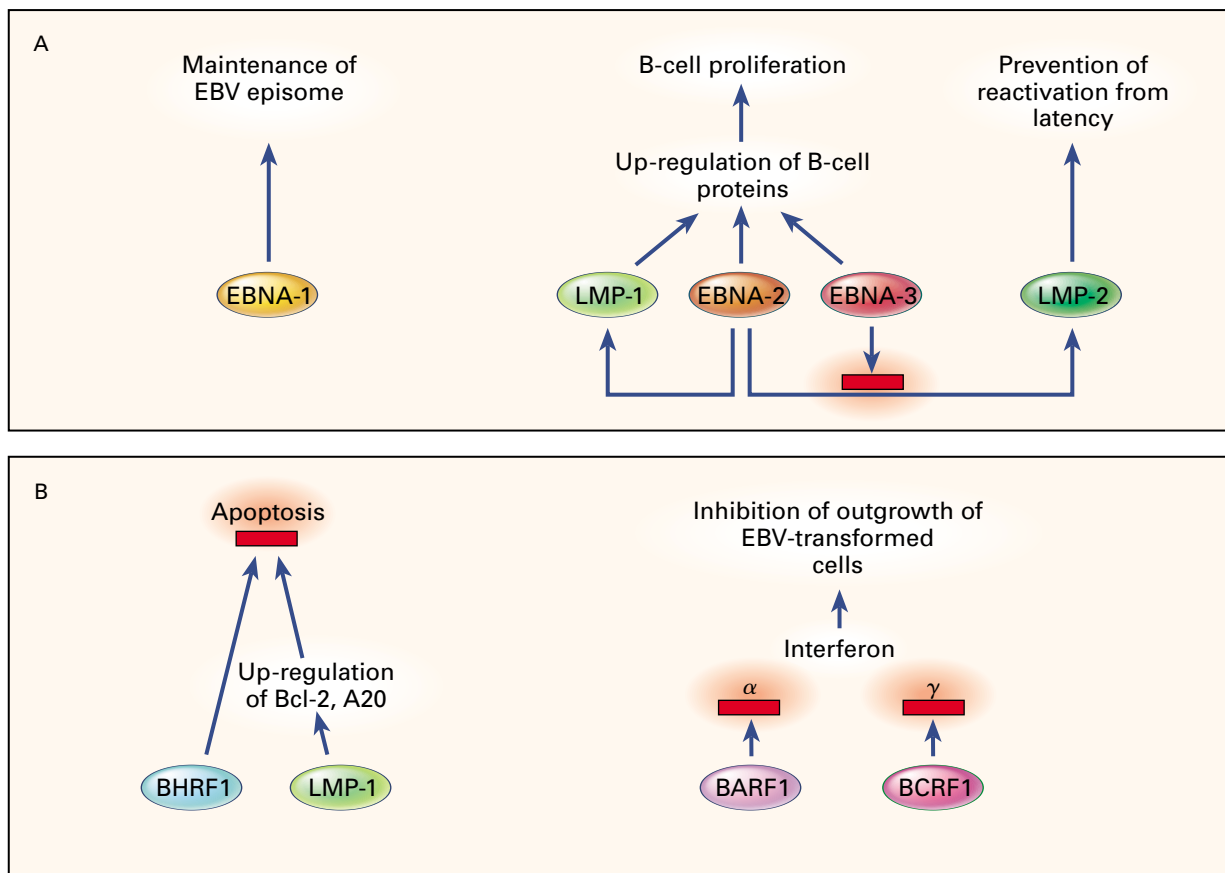 A
Maintenance of
EBV episome
B-cell proliferation
Prevention of
reactivation from
latency
Up-regulation of B-cell
proteins
EBNA-1
LMP-1
EBNA-2
EBNA-3
LMP-2
B
Apoptosis
Inhibition of outgrowth of
EBV-transformed
cells
Interferon
Up-regulation
of Bcl-2, A20
α
γ
BHRF1
LMP-1
BARF1
BCRF1